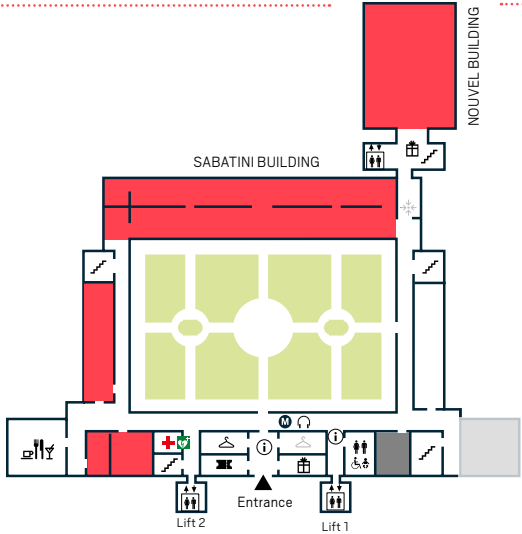 NOUVEL BUILDING
SABATINI BUILDING
M
i
i
Entrance
Lift 2
Lift 1